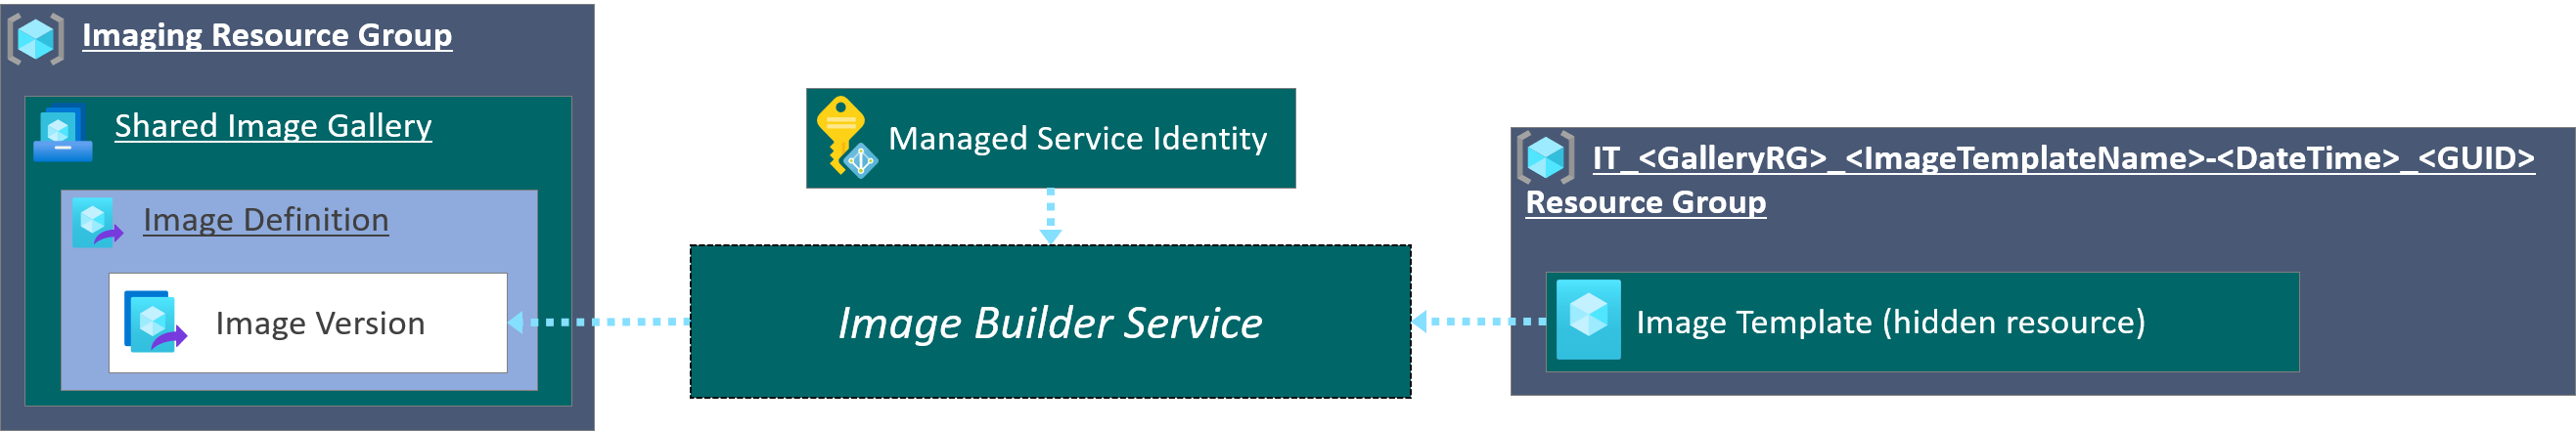 Imaging Resource Group
Shared Image Gallery
Image Definition
Image Version
Managed Service Identity
Image Builder Service
IT_<GalleryRG>_<ImageTemplateName>-<DateTime>_<GUID>
Resource Group
Image Template (hidden resource)